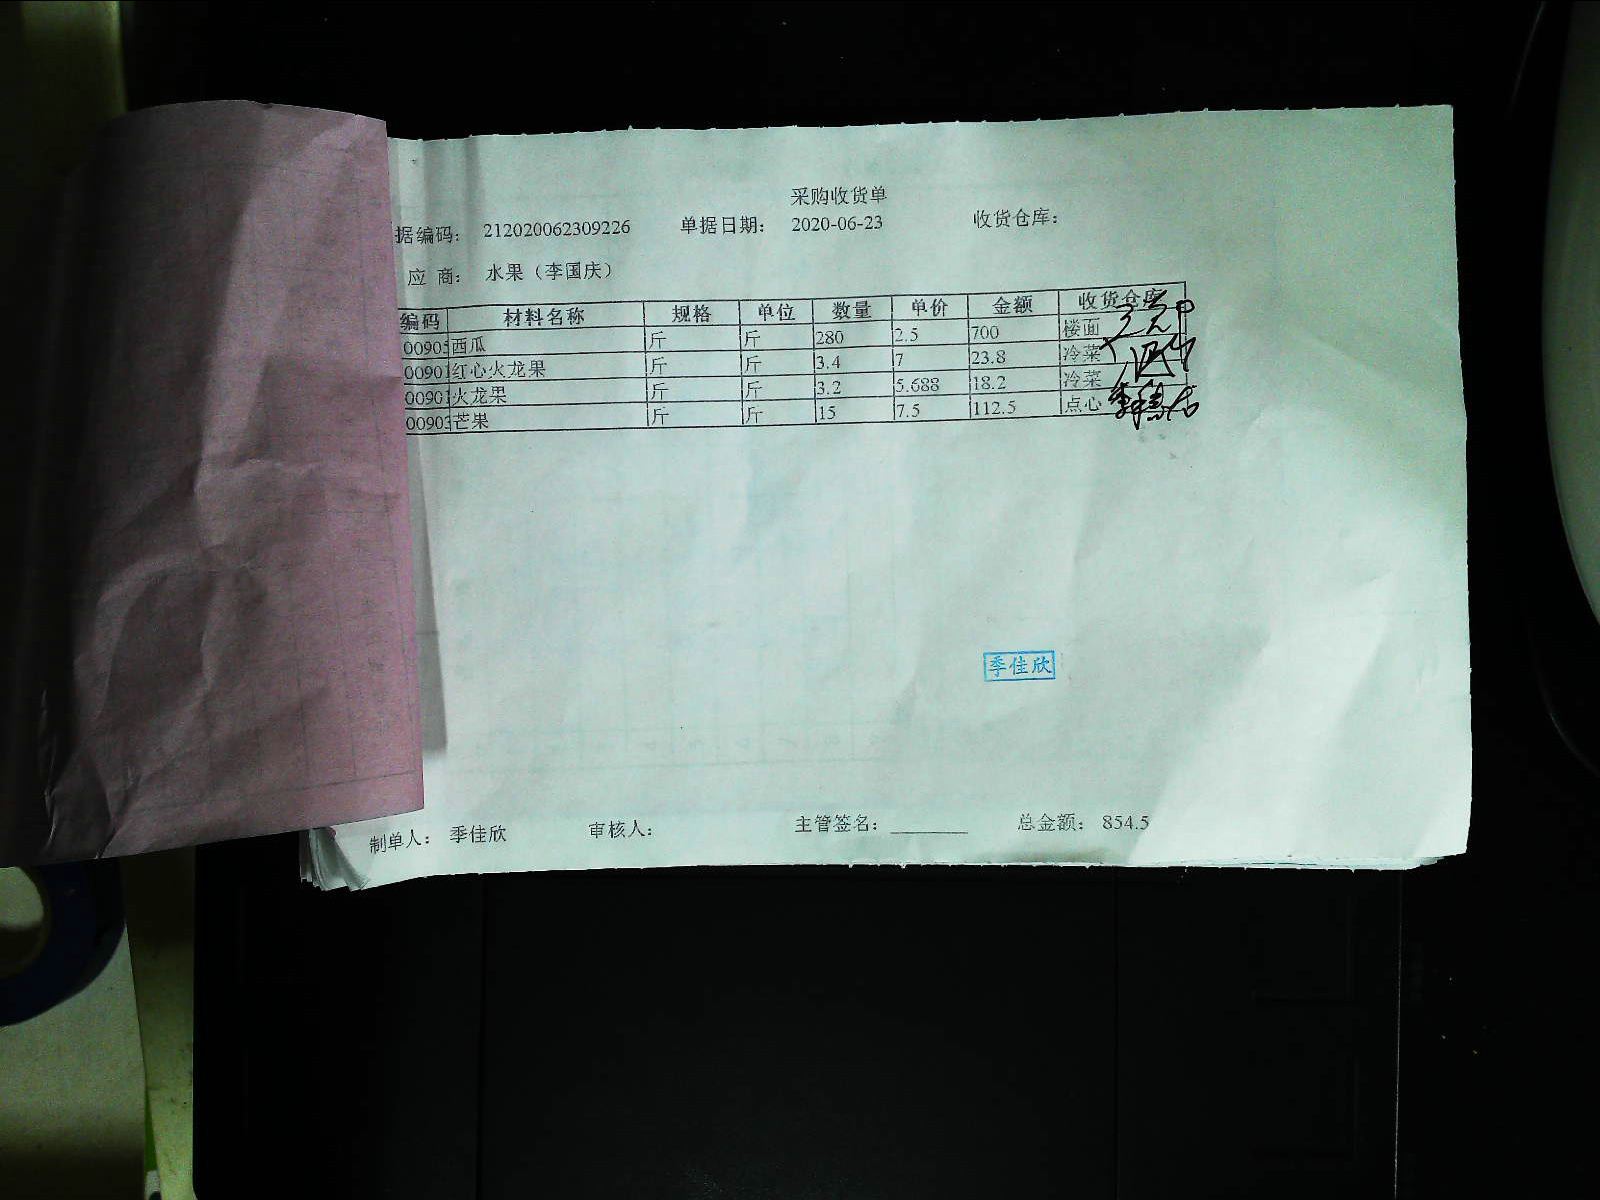 采购收货单
据编码： 212020062309226 单据日期： 2020-06-23 收货仓库：
应 商： 水果（李国庆）
编码 材料名称 规格 单位 数量 单价 金额 收货仓库
00905 西瓜 斤 斤 280 2.5 700 楼面
00901 红心火龙果 斤 斤 3.4 7 23.8 冷菜
00901 火龙果 斤 斤 3.2 5.688 18.2 冷菜
00903 芒果 斤 斤 15 7.5 112.5 点心
季佳欣
制单人： 季佳欣 审核人： 主管签名： ________ 总金额： 854.5